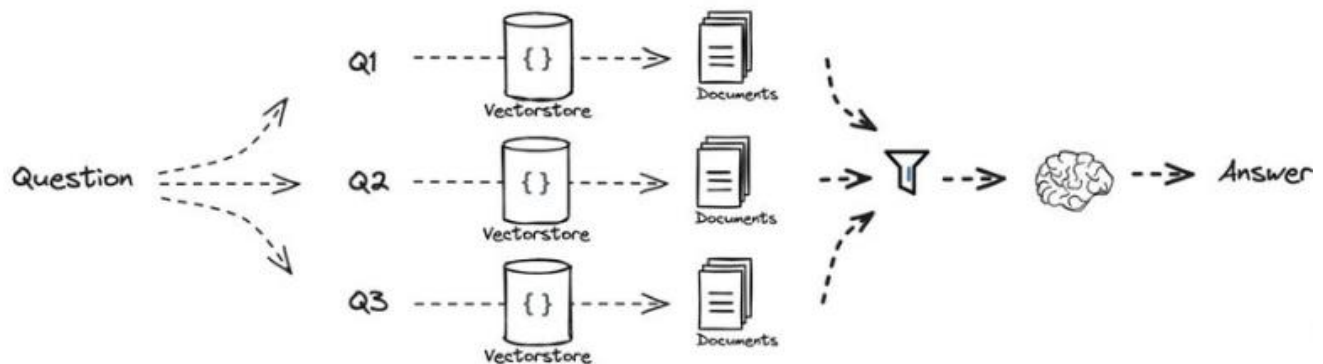 Q1
{}
Vectorstore
Documents
Question
Q2
{}
Vectorstore
Documents
Answer
Q3
{}
Vectorstore
Documents